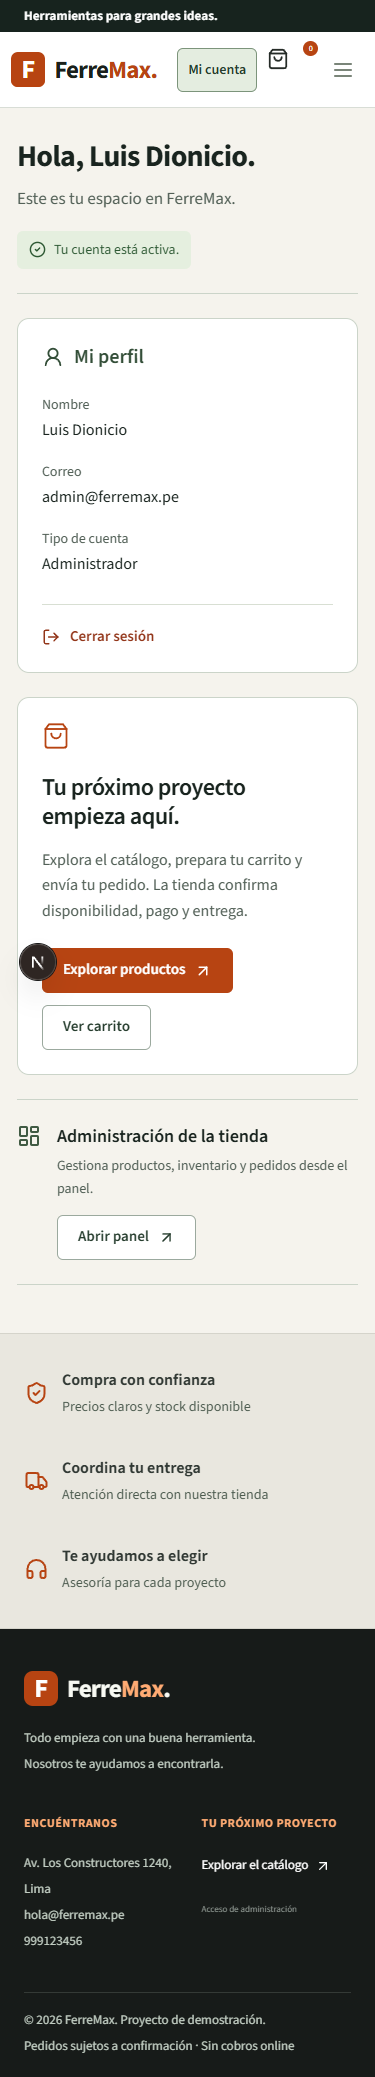 Herramientas para grandes ideas.
F FerreMax. Mi cuenta 0
Hola, Luis Dionicio.
Este es tu espacio en FerreMax.
Tu cuenta está activa.
Mi perfil
Nombre
Luis Dionicio
Correo
admin@ferremax.pe
Tipo de cuenta
Administrador
Cerrar sesión
Tu próximo proyecto
empieza aquí.
Explora el catálogo, prepara tu carrito y
envía tu pedido. La tienda confirma
disponibilidad, pago y entrega.
N Explorar productos
Ver carrito
Administración de la tienda
Gestiona productos, inventario y pedidos desde el
panel.
Abrir panel
Compra con confianza
Precios claros y stock disponible
Coordina tu entrega
Atención directa con nuestra tienda
Te ayudamos a elegir
Asesoría para cada proyecto
F FerreMax.
Todo empieza con una buena herramienta.
Nosotros te ayudamos a encontrarla.
ENCUÉNTRANOS
Av. Los Constructores 1240,
Lima
hola@ferremax.pe
999123456
TU PRÓXIMO PROYECTO
Explorar el catálogo
Acceso de administración
© 2026 FerreMax. Proyecto de demostración.
Pedidos sujetos a confirmación · Sin cobros online